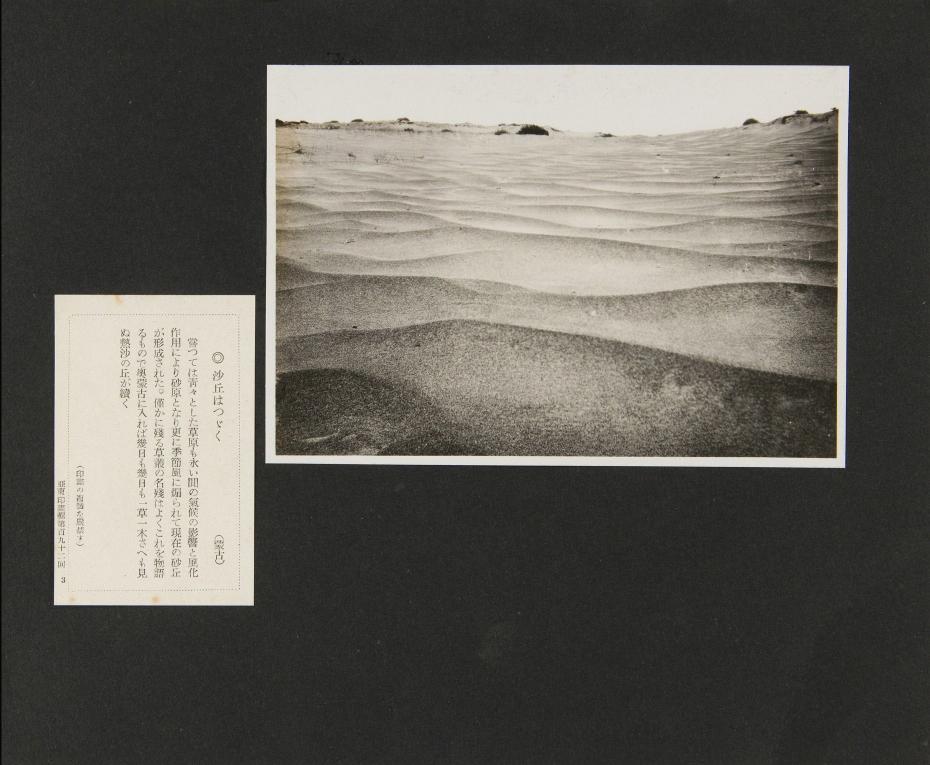 ◎ 沙丘はつゞく (蒙古)
嘗つては靑々とした草原も永い間の氣候の影響と風化
作用により砂原となり更に季節風に煽られて現在の砂丘
が形成された。僅かに殘る草叢の名殘はよくこれを物語
るもので奧蒙古に入れば幾日も幾日も一草一木さへも見
ぬ熱沙の丘が續く
(印畫の複製を嚴禁す)
亞東印畫輯第百九十二回 3